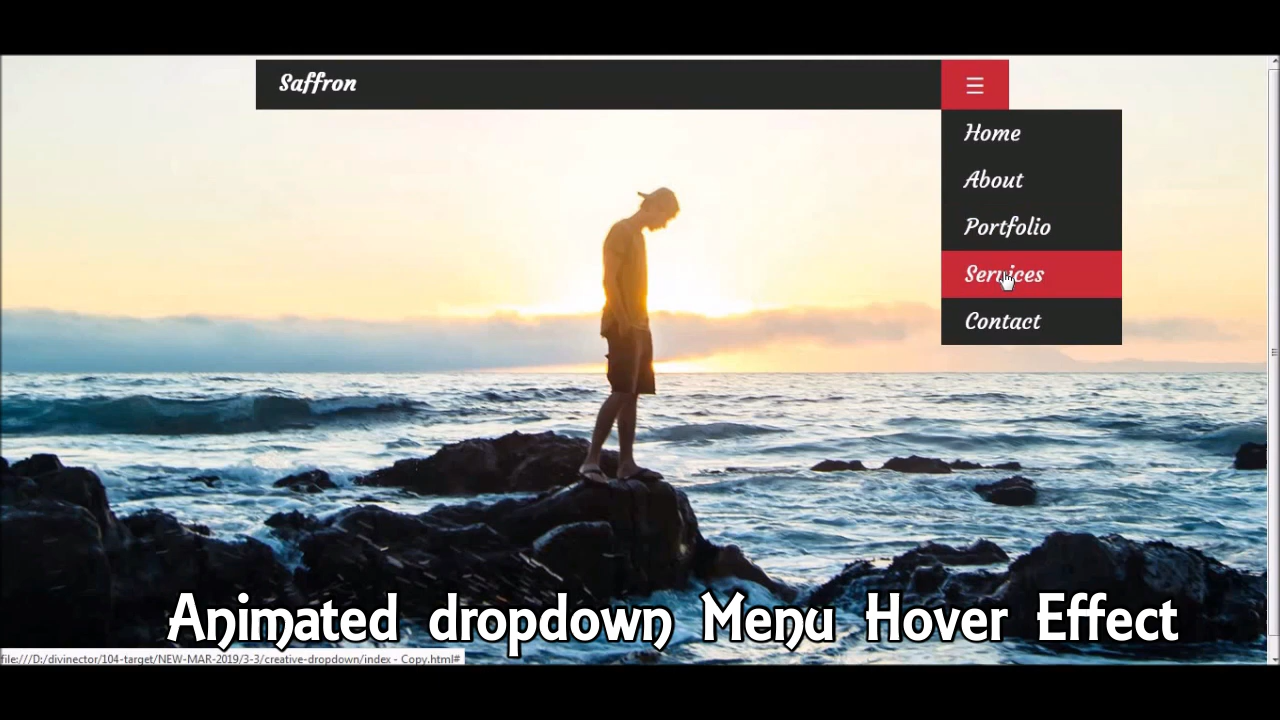 Saffron
☰
Home
About
Portfolio
Services
Contact
Animated dropdown Menu Hover Effect
file:///D:/divinector/104-target/NEW-MAR-2019/3-3/creative-dropdown/index - Copy.html#